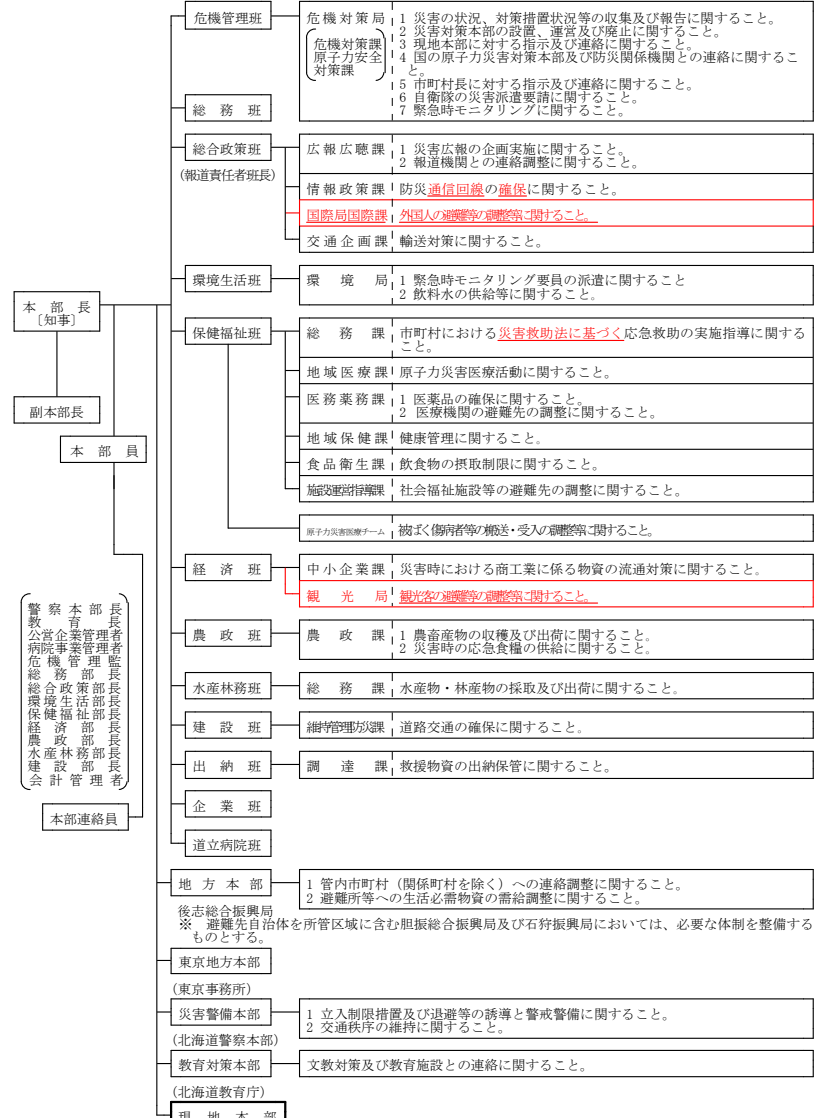 危機管理班
危機対策局
危機対策課
原子力安全
対策課
1 災害の状況、対策措置状況等の収集及び報告に関すること。
2 災害対策本部の設置、運営及び廃止に関すること。
3 現地本部に対する指示及び連絡に関すること。
4 国の原子力災害対策本部及び防災関係機関との連絡に関するこ
と。
5 市町村長に対する指示及び連絡に関すること。
6 自衛隊の災害派遣要請に関すること。
7 緊急時モニタリングに関すること。
総務班
総合政策班
(報道責任者班長)
広報広聴課
1 災害広報の企画実施に関すること。
2 報道機関との連絡調整に関すること。
情報政策課 防災通信回線の確保に関すること。
国際局国際課 外国人の避難等の調整等に関すること。
交通企画課 輸送対策に関すること。
環境生活班
環境局
1 緊急時モニタリング要員の派遣に関すること
2 飲料水の供給等に関すること。
本部長
〔知事〕
副本部長
本部員
保健福祉班
総務課 市町村における災害救助法に基づく応急救助の実施指導に関する
こと。
地域医療課 原子力災害医療活動に関すること。
医務薬務課
1 医薬品の確保に関すること。
2 医療機関の避難先の調整に関すること。
地域保健課 健康管理に関すること。
食品衛生課 飲食物の摂取制限に関すること。
施設運営指導課 社会福祉施設等の避難先の調整に関すること。
原子力災害医療チーム 被ばく傷病者等の搬送・受入の調整等に関すること。
経済班
中小企業課 災害時における商工業に係る物資の流通対策に関すること。
観光局 観光客の避難等の調整等に関すること。
警察本部長
教育長
公営企業管理者
病院事業管理者
危機管理監
総務部長
総合政策部長
環境生活部長
保健福祉部長
経済部長
農政部長
水産林務部長
建設部長
会計管理者
本部連絡員
農政班
農政課
1 農畜産物の収穫及び出荷に関すること。
2 災害時の応急食糧の供給に関すること。
水産林務班
総務課 水産物・林産物の採取及び出荷に関すること。
建設班
維持管理防災課 道路交通の確保に関すること。
出納班
調達課 救援物資の出納保管に関すること。
企業班
道立病院班
地方本部
後志総合振興局
1 管内市町村（関係町村を除く）への連絡調整に関すること。
2 避難所等への生活必需物資の需給調整に関すること。
※ 避難先自治体を所管区域に含む胆振総合振興局及び石狩振興局においては、必要な体制を整備する
ものとする。
東京地方本部
(東京事務所)
災害警備本部
(北海道警察本部)
1 立入制限措置及び退避等の誘導と警戒警備に関すること。
2 交通秩序の維持に関すること。
教育対策本部
(北海道教育庁)
文教対策及び教育施設との連絡に関すること。
現地本部